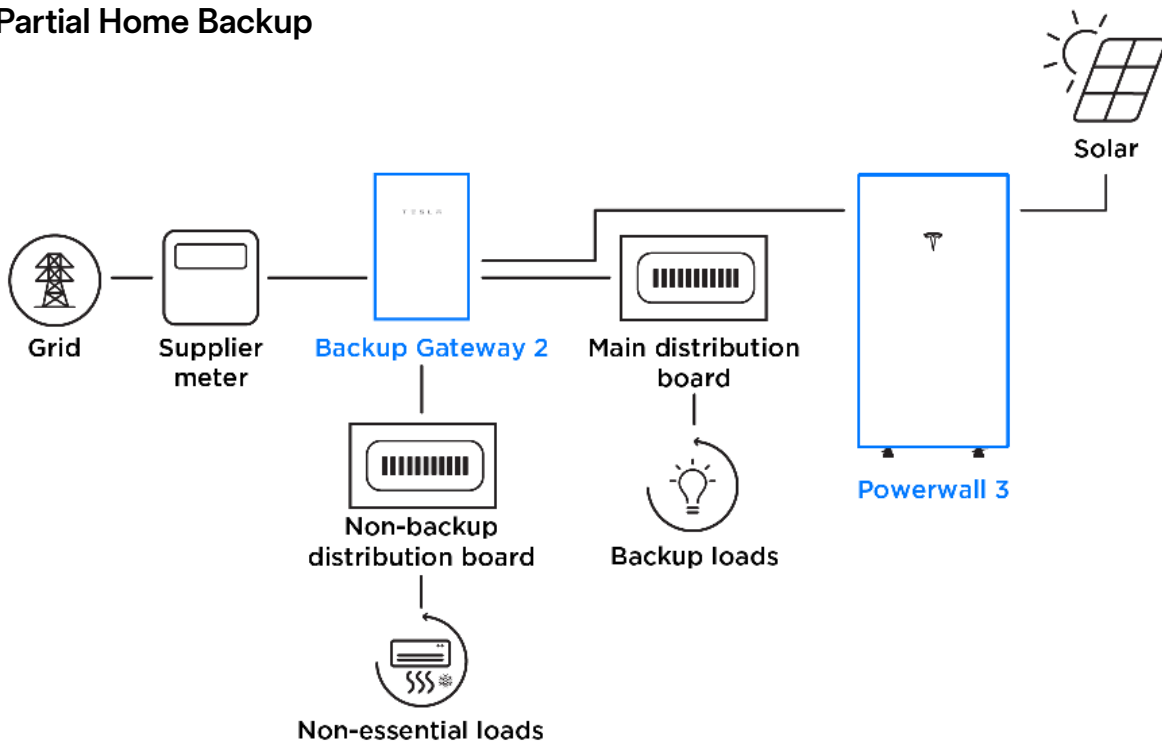 Partial Home Backup
Solar
TESLA
Grid
Supplier
meter
Backup Gateway 2
Main distribution
board
Powerwall 3
Non-backup
distribution board
Backup loads
Non-essential loads